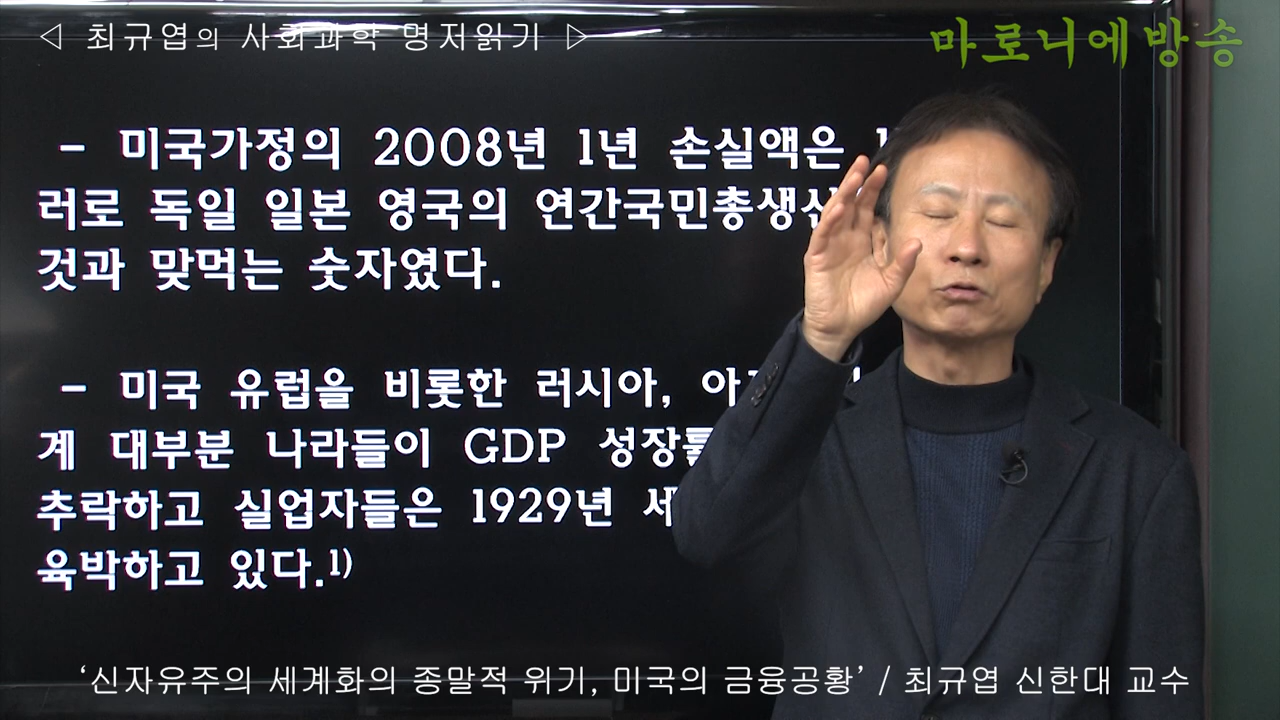 ◁ 최규엽의 사회과학 명저읽기 ▷
마로니에방송
- 미국가정의 2008년 1년 손실액은
러로 독일 일본 영국의 연간국민총생산
것과 맞먹는 숫자였다.
- 미국 유럽을 비롯한 러시아,
계 대부분 나라들이 GDP 성장률
추락하고 실업자들은 1929년 세
육박하고 있다.1)
‘신자유주의 세계화의 종말적 위기, 미국의 금융공황’ / 최규엽 신한대 교수